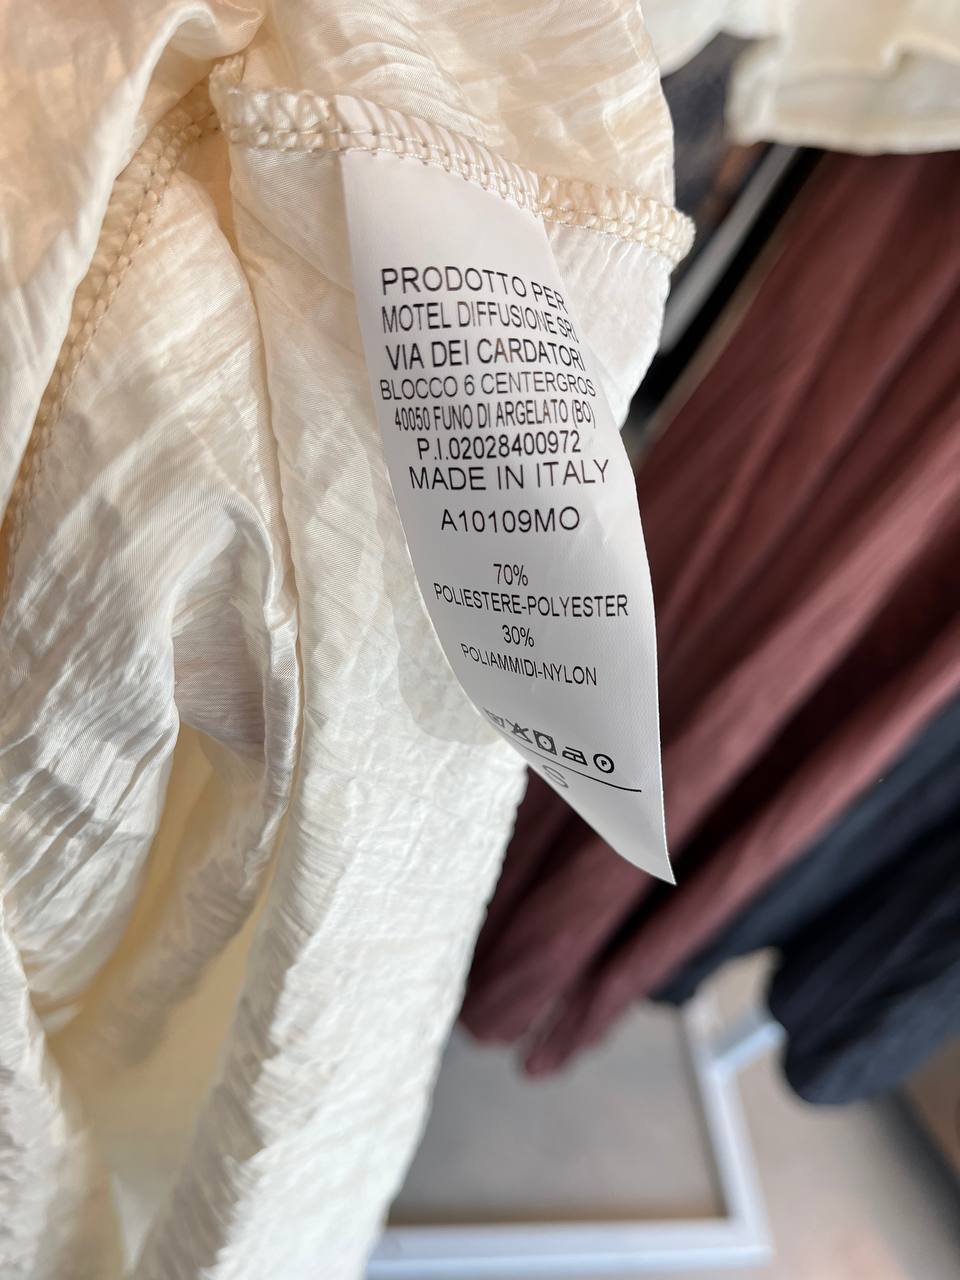 PRODOTTO PER
MOTEL DIFFUSIONE SRL
VIA DEI CARDATORI
BLOCCO 6 CENTERGROS
40050 FUNO DI ARGELATO (BO)
P.I.02028400972
MADE IN ITALY
A10109MO
70%
POLIESTERE-POLYESTER
30%
POLIAMMIDI-NYLON
P
S